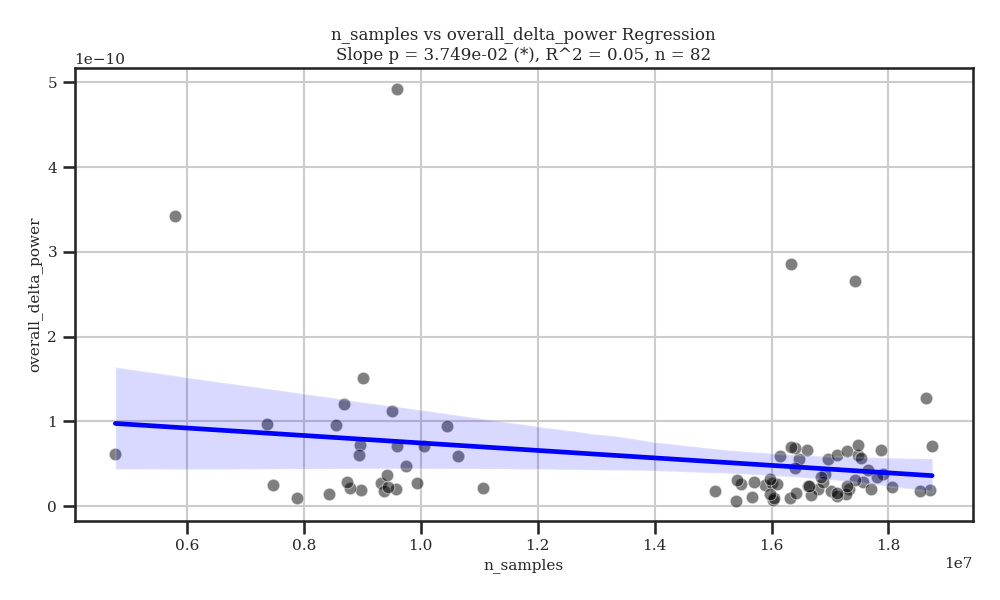 n_samples vs overall_delta_power Regression
Slope p = 3.749e-02 (*), R^2 = 0.05, n = 82
1e−10
5
4
3
2
1
0
overall_delta_power
0.6 0.8 1.0 1.2 1.4 1.6 1.8
1e7
n_samples